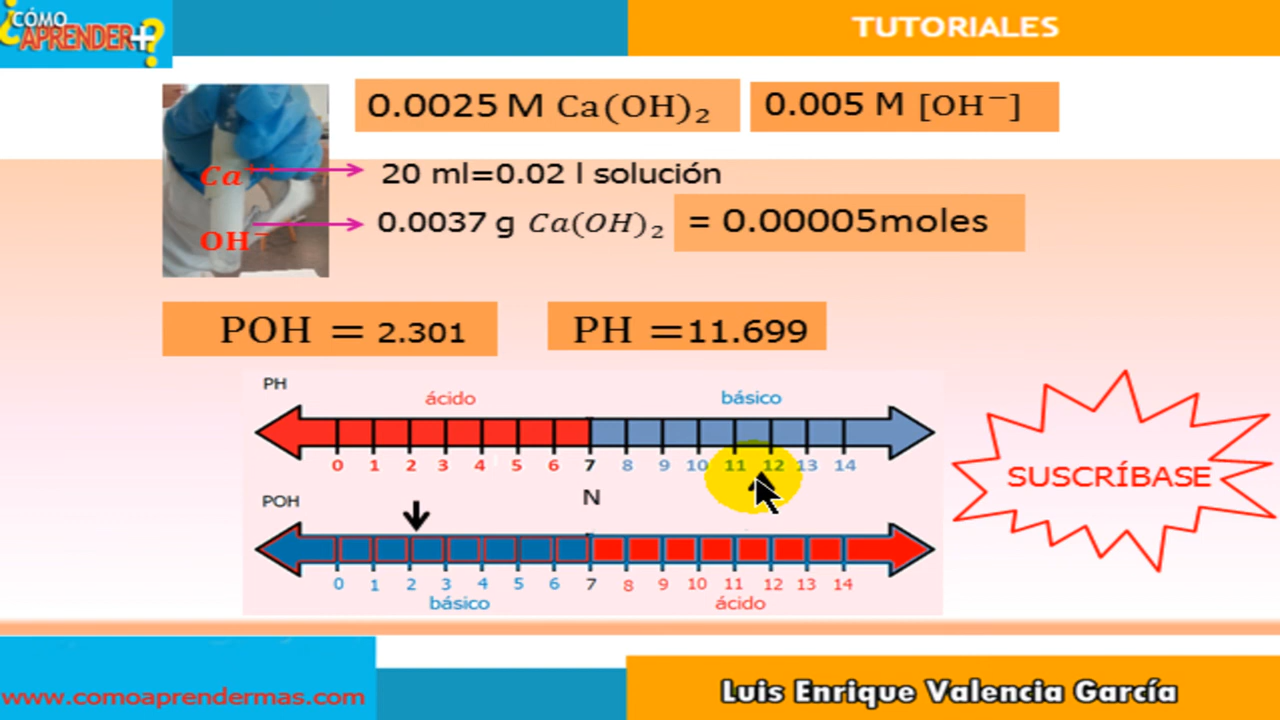 ¿CÓMO
APRENDER+?
TUTORIALES
0.0025 M Ca(OH)₂
0.005 M [OH⁻]
Ca⁺⁺
20 ml=0.02 l solución
OH⁻
0.0037 g Ca(OH)₂ = 0.00005moles
POH = 2.301
PH =11.699
PH
ácido
básico
0 1 2 3 4 5 6 7 8 9 10 11 12 13 14
N
POH
0 1 2 3 4 5 6 7 8 9 10 11 12 13 14
básico
ácido
SUSCRÍBASE
www.comoaprendermas.com
Luis Enrique Valencia García